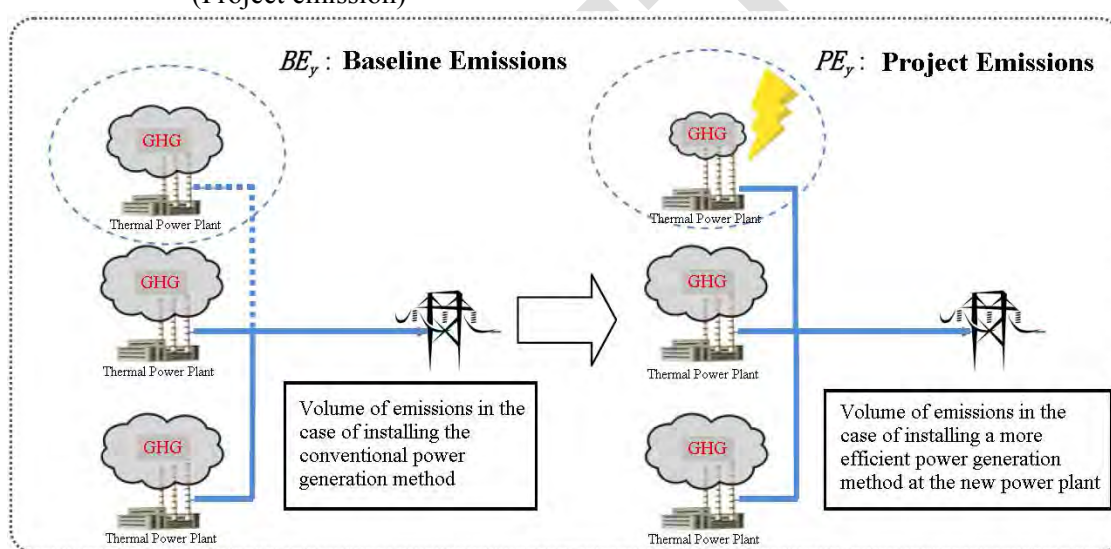 (Project emission)
BE_y : Baseline Emissions
PE_y : Project Emissions
GHG
Thermal Power Plant
GHG
Thermal Power Plant
GHG
Thermal Power Plant
Volume of emissions in the
case of installing the
conventional power
generation method
GHG
Thermal Power Plant
GHG
Thermal Power Plant
GHG
Thermal Power Plant
Volume of emissions in the
case of installing a more
efficient power generation
method at the new power plant